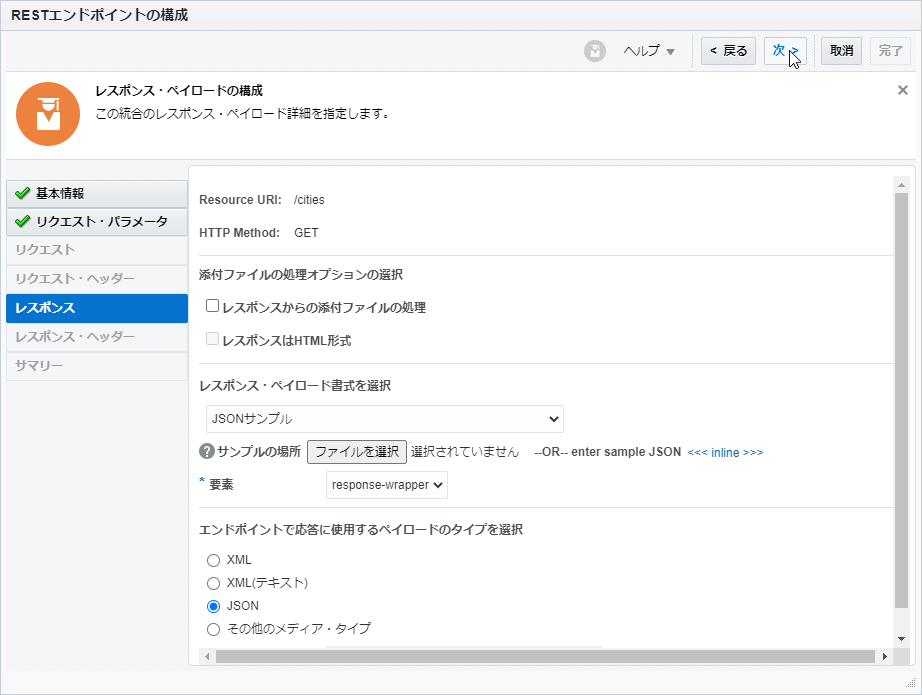 RESTエンドポイントの構成
ヘルプ
< 戻る
次 >
取消
完了
レスポンス・ペイロードの構成
この統合のレスポンス・ペイロード詳細を指定します。
基本情報
リクエスト・パラメータ
リクエスト
リクエスト・ヘッダー
レスポンス
レスポンス・ヘッダー
サマリー
Resource URI: /cities
HTTP Method: GET
添付ファイルの処理オプションの選択
レスポンスからの添付ファイルの処理
レスポンスはHTML形式
レスポンス・ペイロード書式を選択
JSONサンプル
サンプルの場所 ファイルを選択 選択されていません --OR-- enter sample JSON <<< inline >>>
* 要素 response-wrapper
エンドポイントで応答に使用するペイロードのタイプを選択
XML
XML(テキスト)
JSON
その他のメディア・タイプ